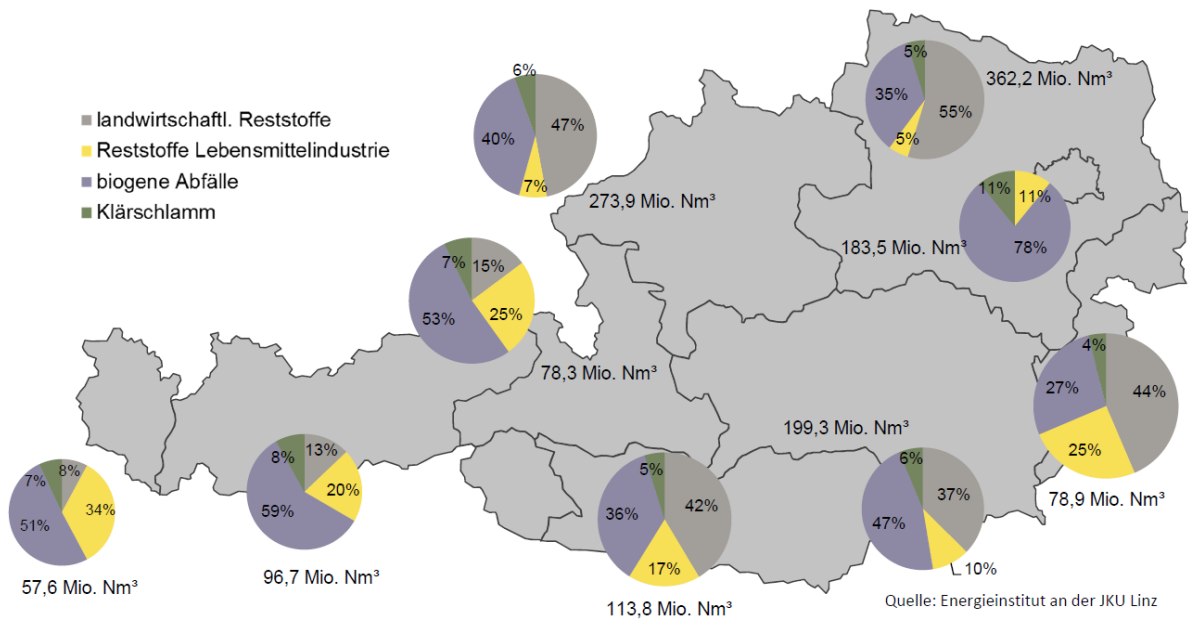 landwirtschaftl. Reststoffe
Reststoffe Lebensmittelindustrie
biogene Abfälle
Klärschlamm
6%
47%
40%
7%
273,9 Mio. Nm³
5%
362,2 Mio. Nm³
35%
55%
5%
11%
11%
183,5 Mio. Nm³
78%
7%
15%
53%
25%
78,3 Mio. Nm³
4%
27%
44%
25%
78,9 Mio. Nm³
199,3 Mio. Nm³
6%
37%
47%
10%
5%
36%
42%
17%
113,8 Mio. Nm³
8%
13%
20%
59%
96,7 Mio. Nm³
7%
8%
34%
51%
57,6 Mio. Nm³
Quelle: Energieinstitut an der JKU Linz